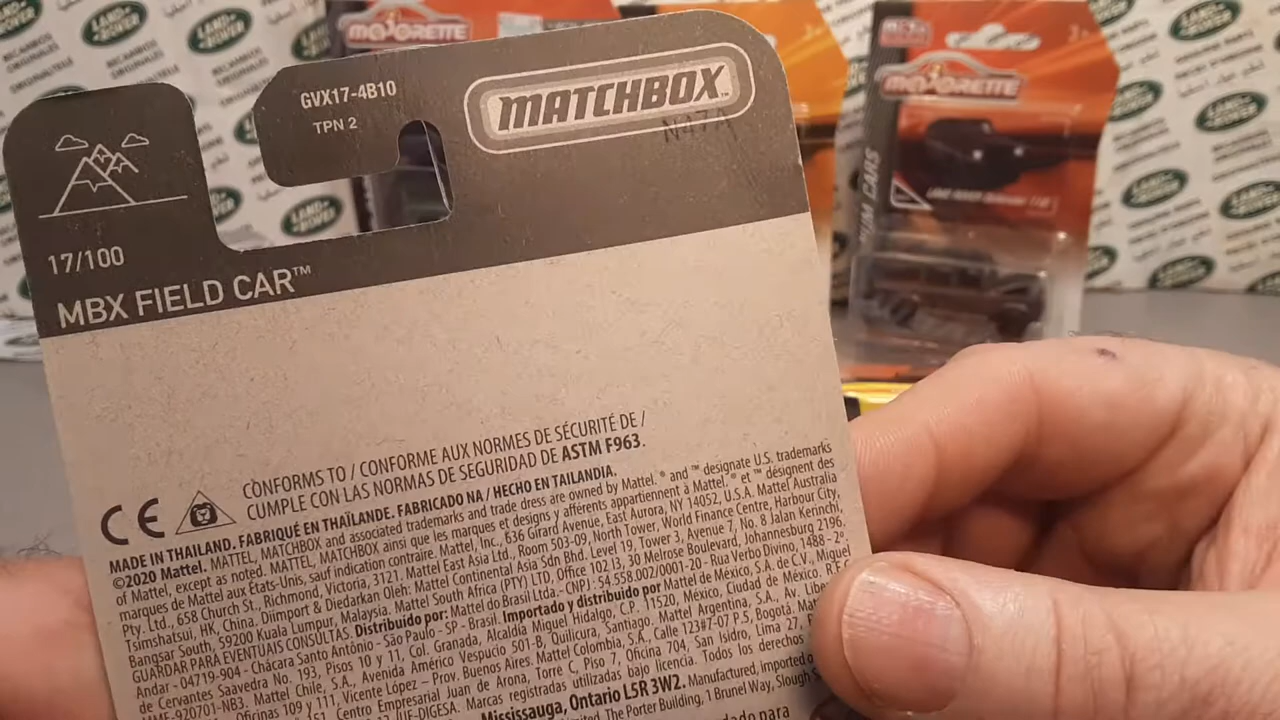 MAJORETTE
LAND-
ROVER
GVX17-4B10
TPN 2
MATCHBOX™
N47A
17/100
MBX FIELD CAR™
MAJORETTE
CONFORMS TO / CONFORME AUX NORMES DE SÉCURITÉ DE /
CUMPLE CON LAS NORMAS DE SEGURIDAD DE ASTM F963.
CE
MADE IN THAILAND. FABRIQUÉ EN THAÏLANDE. FABRICADO NA / HECHO EN TAILANDIA.
©2020 Mattel. MATTEL, MATCHBOX and associated trademarks and trade dress are owned by Mattel. ® and ™ designate U.S. trademarks
of Mattel, except as noted. MATTEL, MATCHBOX ainsi que les marques et designs y afférents appartiennent à Mattel. ® et ™ désignent des
marques de Mattel aux États-Unis, sauf indication contraire. Mattel, Inc., 636 Girard Avenue, East Aurora, NY 14052, U.S.A. Mattel Australia
Pty. Ltd., 658 Church St., Richmond, Victoria, 3121. Mattel East Asia Ltd., Room 503-09, North Tower, World Finance Centre, Harbour City,
Tsimshatsui, HK, China. Diimport & Diedarkan Oleh: Mattel Continental Asia Sdn Bhd. Level 19, Tower 3, Avenue 7, No. 8 Jalan Kerinchi,
Bangsar South, 59200 Kuala Lumpur, Malaysia. Mattel South Africa (PTY) LTD, Office 102 I3, 30 Melrose Boulevard, Johannesburg 2196.
GUARDAR PARA EVENTUAIS CONSULTAS. Distribuido por: Mattel do Brasil Ltda.- CNPJ : 54.558.002/0001-20 - Rua Verbo Divino, 1488 - 2º.
Andar - 04719-904 - Chácara Santo Antônio - São Paulo - SP - Brasil. Importado y distribuido por Mattel de México, S.A. de C.V., Miguel
de Cervantes Saavedra No. 193, Pisos 10 y 11, Col. Granada, Alcaldía Miguel Hidalgo, C.P. 11520, México, Ciudad de México. R.F.C.
MME-920701-NB3. Mattel Chile, S.A., Avenida Américo Vespucio 501-B, Quilicura, Santiago. Mattel Argentina, S.A., Av. Libe
Oficinas 109 y 111, Vicente López – Prov. Buenos Aires. Mattel Colombia, S.A., Calle 123#7-07 P.5, Bogotá. Ma
Centro Empresarial Juan de Arona, Torre C, Piso 7, Oficina 704, San Isidro, Lima 27, P
Marcas registradas utilizadas bajo licencia. Todos los derechos
Mississauga, Ontario L5R 3W2. Manufactured, imported o
The Porter Building, 1 Brunel Way, Slough S